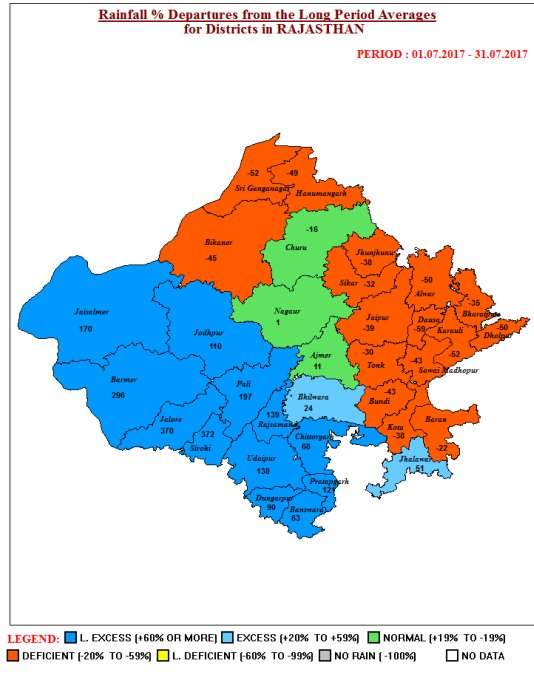 Rainfall % Departures from the Long Period Averages
for Districts in RAJASTHAN
PERIOD : 01.07.2017 - 31.07.2017
-52
-49
Sri Ganganagar
Hanumangarh
-16
Bikaner
Churu
-45
Jhunjhunu
-38
Sikar
-32
-50
Alwar
-35
Bharatpur
Jaisalmer
170
Nagaur
1
Jaipur
-39
Dausa
-59
Karauli
-50
Dholpur
Jodhpur
110
Ajmer
11
-30
Tonk
-43
-52
Sawai Madhopur
Barmer
296
Pali
197
Bhilwara
24
-43
Bundi
139
Rajsamand
Jalore
370
372
Sirohi
Chittorgarh
68
Kota
-38
Baran
-22
Udaipur
138
Jhalawar
51
Pratapgarh
121
Dungarpur
90
Banswara
63
LEGEND: L. EXCESS (+60% OR MORE) EXCESS (+20% TO +59%) NORMAL (+19% TO -19%)
DEFICIENT (-20% TO -59%) L. DEFICIENT (-60% TO -99%) NO RAIN (-100%) NO DATA